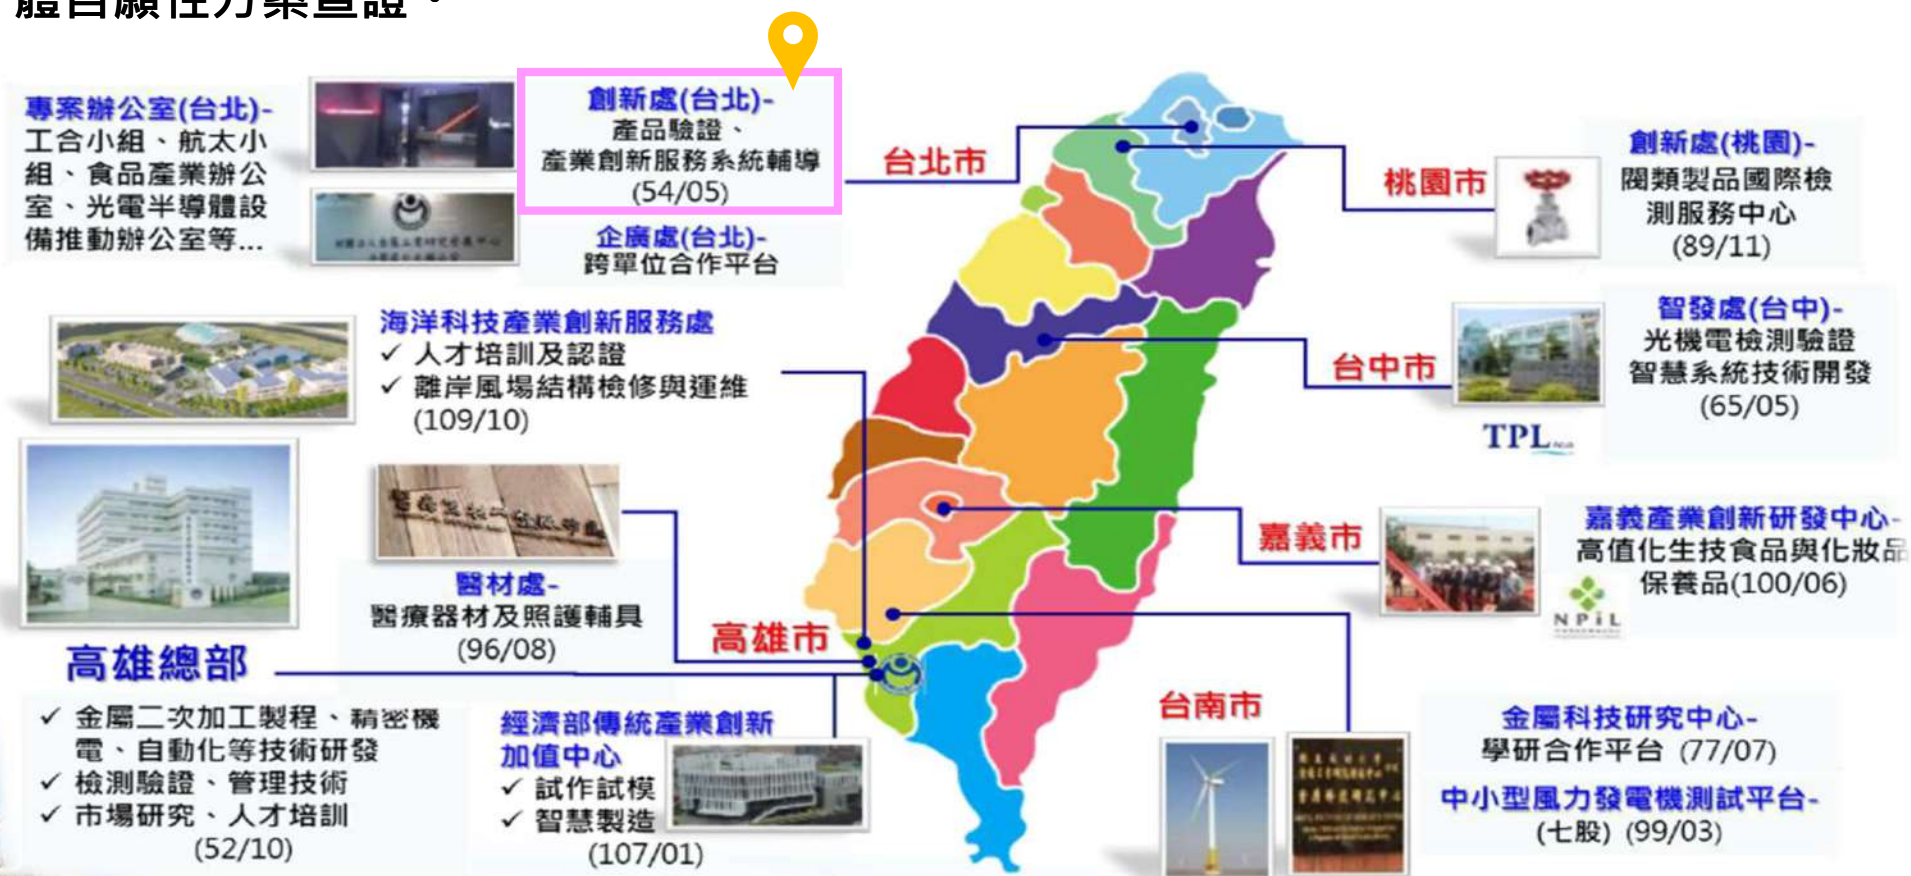 體自願性方案查證。
專案辦公室(台北)-
工合小組、航太小
組、食品產業辦公
室、光電半導體設
備推動辦公室等...
創新處(台北)-
產品驗證、
產業創新服務系統輔導
(54/05)
企廣處(台北)-
跨單位合作平台
台北市
桃園市
創新處(桃園)-
閥類製品國際檢
測服務中心
(89/11)
海洋科技產業創新服務處
✓ 人才培訓及認證
✓ 離岸風場結構檢修與運維
(109/10)
台中市
智發處(台中)-
光機電檢測驗證
智慧系統技術開發
(65/05)
TPL
醫材處-
醫療器材及照護輔具
(96/08)
高雄市
嘉義市
嘉義產業創新研發中心-
高值化生技食品與化妝品
保養品(100/06)
NPiL
高雄總部
✓ 金屬二次加工製程、精密機
電、自動化等技術研發
✓ 檢測驗證、管理技術
✓ 市場研究、人才培訓
(52/10)
經濟部傳統產業創新
加值中心
✓ 試作試模
✓ 智慧製造
(107/01)
台南市
金屬科技研究中心-
學研合作平台 (77/07)
中小型風力發電機測試平台-
(七股) (99/03)